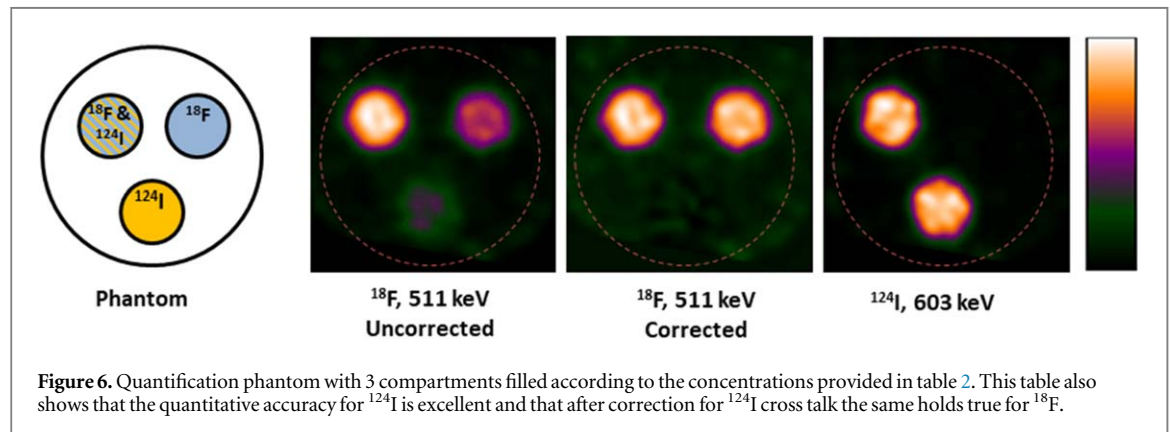 ¹⁸F &
¹²⁴I
¹⁸F
¹²⁴I
Phantom
¹⁸F, 511 keV
Uncorrected
¹⁸F, 511 keV
Corrected
¹²⁴I, 603 keV
Figure 6. Quantification phantom with 3 compartments filled according to the concentrations provided in table 2. This table also
shows that the quantitative accuracy for ¹²⁴I is excellent and that after correction for ¹²⁴I cross talk the same holds true for ¹⁸F.